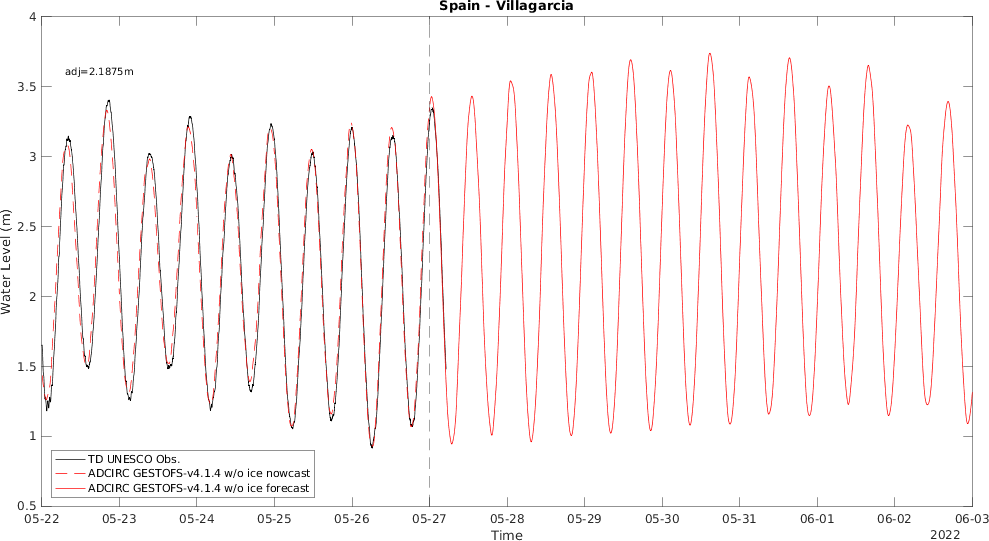 Spain - Villagarcia
4
adj=2.1875m
3.5
3
2.5
Water Level (m)
2
1.5
1
0.5
TD UNESCO Obs.
ADCIRC GESTOFS-v4.1.4 w/o ice nowcast
ADCIRC GESTOFS-v4.1.4 w/o ice forecast
05-22 05-23 05-24 05-25 05-26 05-27 05-28 05-29 05-30 05-31 06-01 06-02 06-03
Time
2022